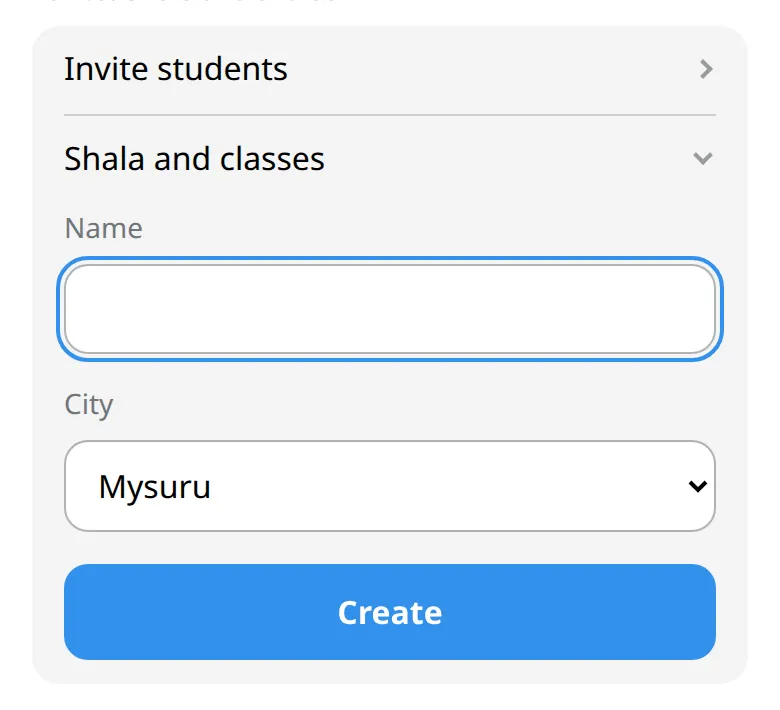 Invite students
Shala and classes
Name
City
Mysuru
Create